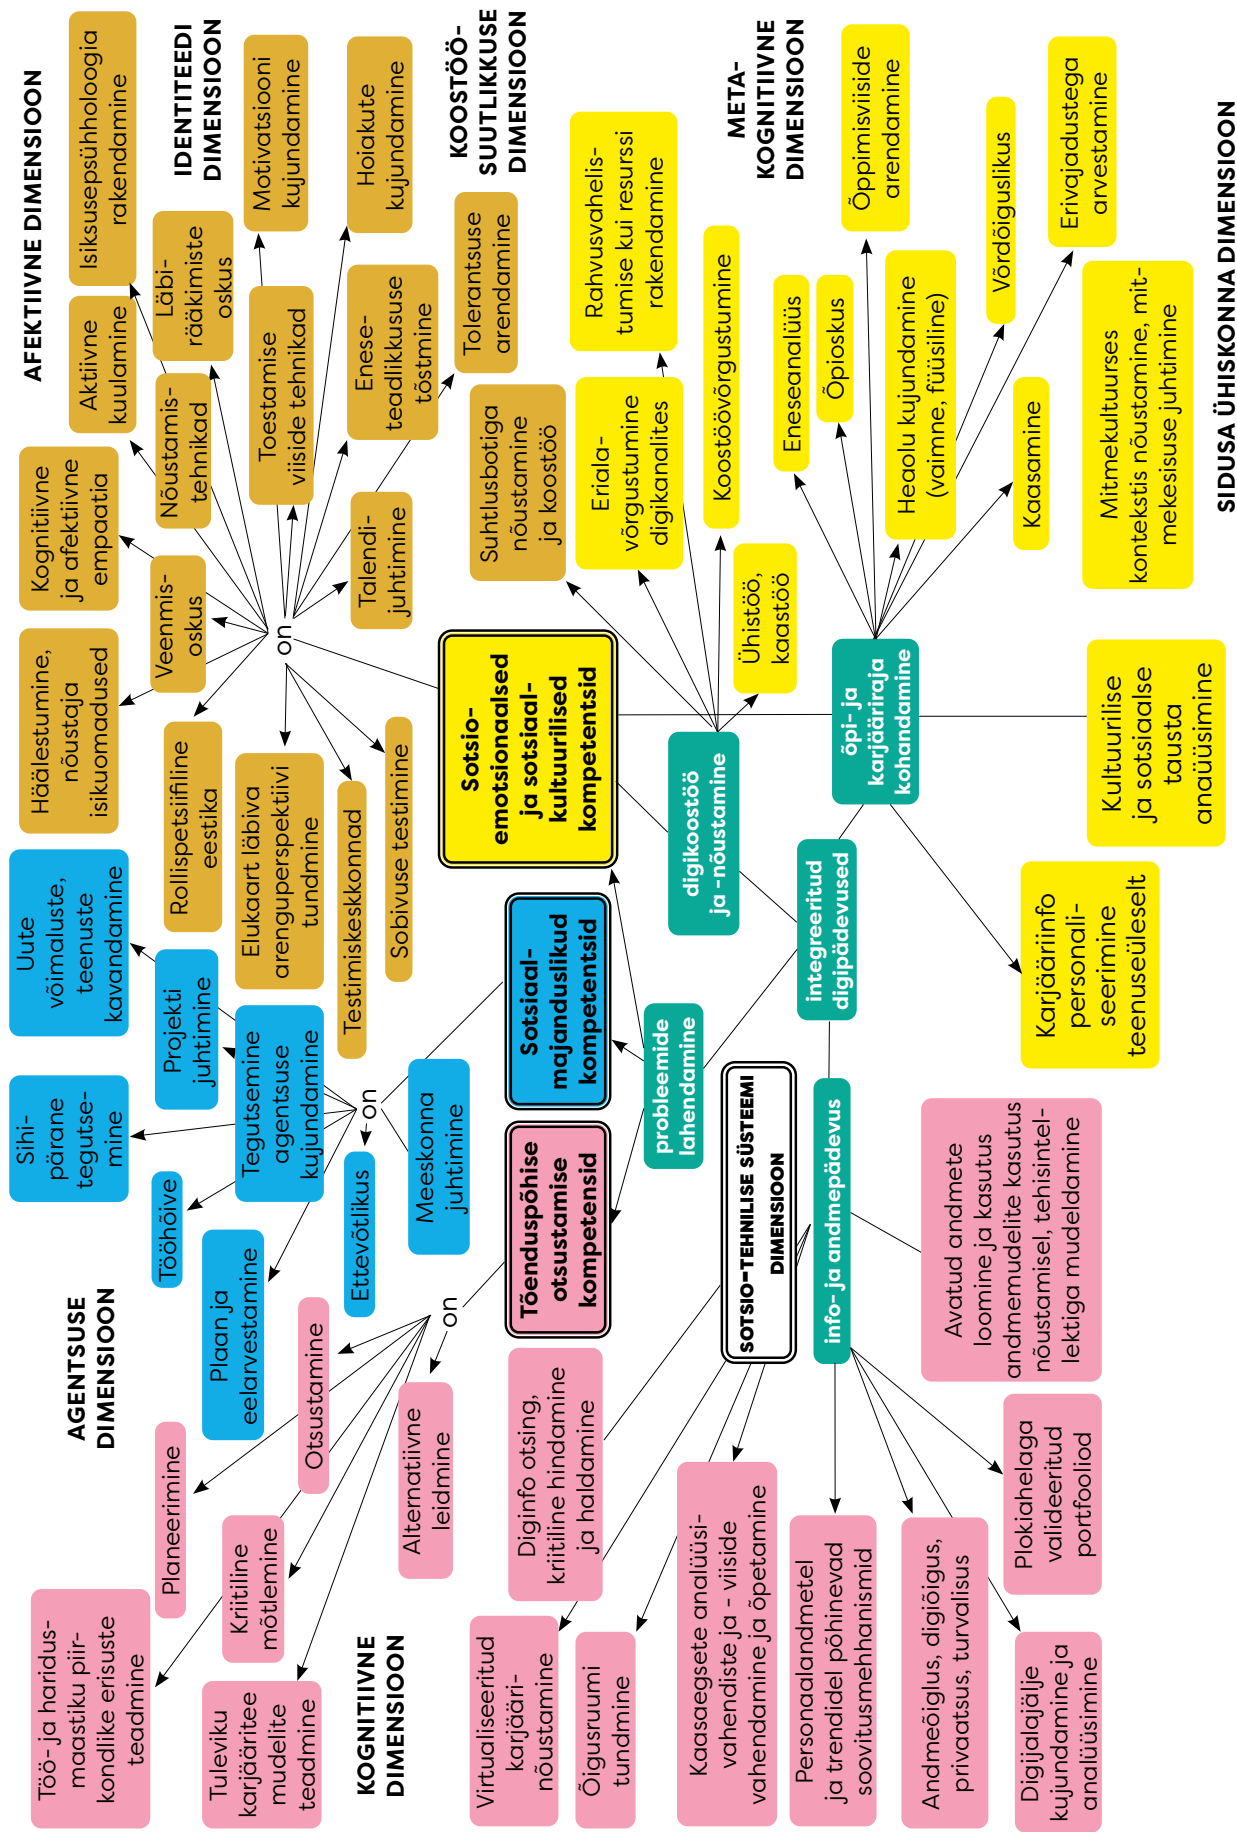 Töö- ja haridus-
maastiku piir-
kondlike erisuste
teadmine
Planeerimine
Kriitiline
mõtlemine
Tuleviku
karjääritee
mudelite
teadmine
Otsustamine
Alternatiivne
leidmine
on
KOGNITIIVNE
DIMENSIOON
AGENTSUSE
DIMENSIOON
Sihi-
pärane
tegutse-
mine
Uute
võimaluste,
teenuste
kavandamine
Töõhõive
Projekti
juhtimine
Plaan ja
eelarvestamine
Tegutsemine
agentsuse
kujundamine
Ettevõtlikus
on
Meeskonna
juhtimine
Häälestumine,
nõustaja
isikuomadused
Kognitiivne
ja afektiivne
empaatia
AFEKTIIVNE DIMENSIOON
Aktiivne
kuulamine
Isiksusepsühholoogia
rakendamine
Rollispetsiifiline
eestika
Veenmis-
oskus
Nõustamis-
tehnikad
Läbi-
rääkimiste
oskus
IDENTITEEDI
DIMENSIOON
Elukaart läbiva
arenguperspektiivi
tundmine
on
Toestamise
viiside tehnikad
Motivatsiooni
kujundamine
Testimiskeskonnad
Talendi-
juhtimine
Enese-
teadlikkususe
tõstmine
Hoiakute
kujundamine
Sobivuse testimine
Tolerantsuse
arendamine
KOOSTÖÖ-
SUUTLIKKUSE
DIMENSIOON
Suhtlusbotiga
nõustamine
ja koostöö
Tõenduspõhise
otsustamise
kompetensid
Sotsiaal-
majanduslikud
kompetentsid
Sotsio-
emotsionaalsed
ja sotsiaal-
kultuurilised
kompetentsid
Virtualiseeritud
karjääri-
nõustamine
Diginfo otsing,
kriitiline hindamine
ja haldamine
Õigusruumi
tundmine
Kaasaegsete analüüsi-
vahendiste ja - viiside
vahendamine ja õpetamine
SOTSIO-TEHNILISE SÜSTEEMI
DIMENSIOON
probleemide
lahendamine
digikoostöö
ja -nõustamine
Eriala-
võrgustumine
digikanalites
Rahvusvahelis-
tumise kui resurssi
rakendamine
Koostöövõrgustumine
Ühistöö,
kaastöö
META-
KOGNITIIVNE
DIMENSIOON
Personaalandmetel
ja trendidel põhinevad
soovitusmehhanismid
info- ja andmepädevus
integreeritud
digipädevused
õpi- ja
karjääriraja
kohandamine
Eneseanalüüs
Õpioskus
Õppimisviiside
arendamine
Heaolu kujundamine
(vaimne, füüsiline)
Võrdõiguslikus
Kaasamine
Erivajadustega
arvestamine
Andmeõiglus, digiõigus,
privaatsus, turvalisus
Plokiahelaga
valideeritud
portfooliod
Digijalajälje
kujundamine ja
analüüsimine
Avatud andmete
loomine ja kasutus
andmemudelite kasutus
nõustamisel, tehisintel-
lektiga mudeldamine
Karjääriinfo
personali-
seerimine
teenuseüleselt
Kultuurilise
ja sotsiaalse
tausta
anaüüsimine
Mitmekultuurses
kontekstis nõustamine, mit-
mekesisuse juhtimine
SIDUSA ÜHISKONNA DIMENSIOON